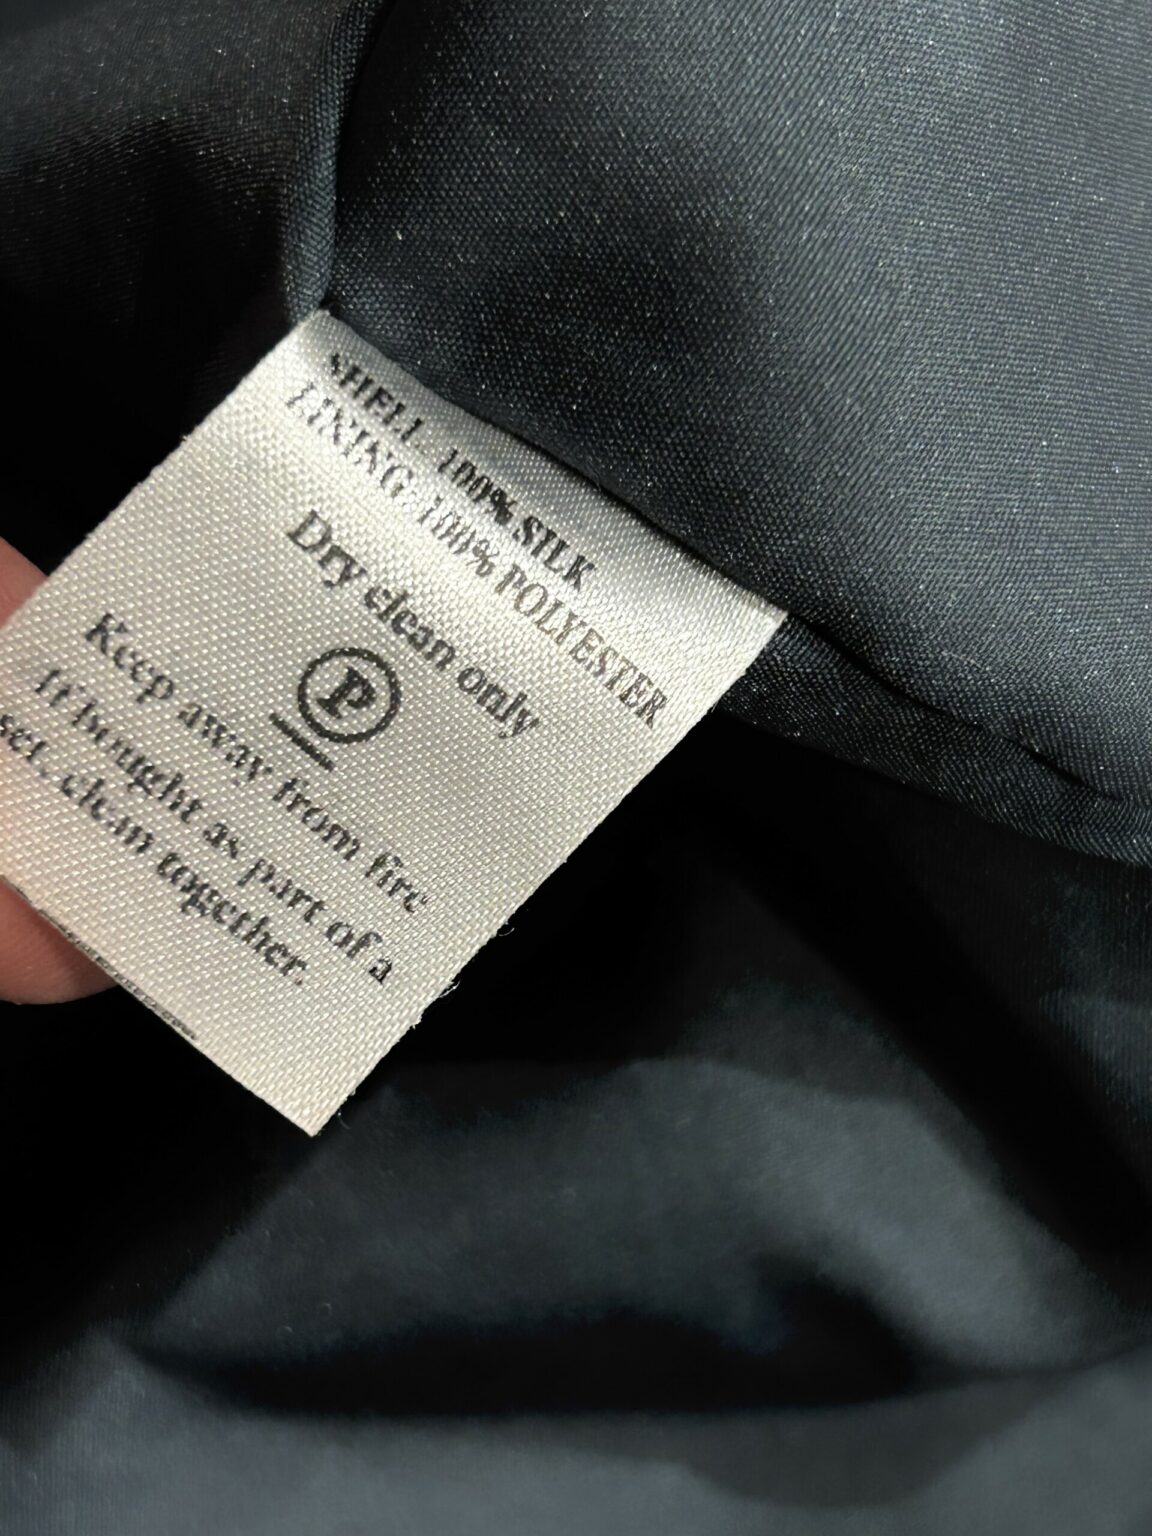 SHELL 100% SILK
LINING:100% POLYESTER
Dry clean only
P
Keep away from fire
If bought as part of a
set, clean together.